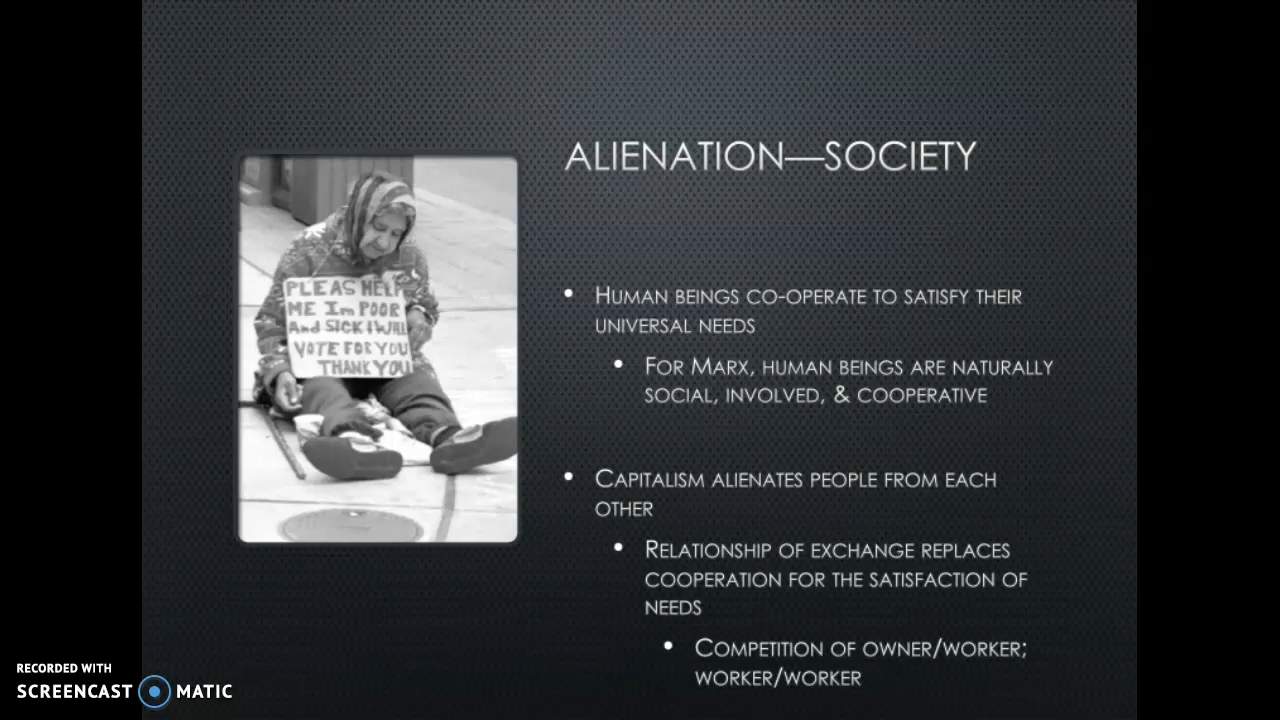 ALIENATION—SOCIETY
PLEAS HELP
ME Im POOR
And SICK I WILL
VOTE FOR YOU
THANK YOU
• HUMAN BEINGS CO-OPERATE TO SATISFY THEIR
UNIVERSAL NEEDS
• FOR MARX, HUMAN BEINGS ARE NATURALLY
SOCIAL, INVOLVED, & COOPERATIVE
• CAPITALISM ALIENATES PEOPLE FROM EACH
OTHER
• RELATIONSHIP OF EXCHANGE REPLACES
COOPERATION FOR THE SATISFACTION OF
NEEDS
• COMPETITION OF OWNER/WORKER;
WORKER/WORKER
RECORDED WITH
SCREENCAST MATIC